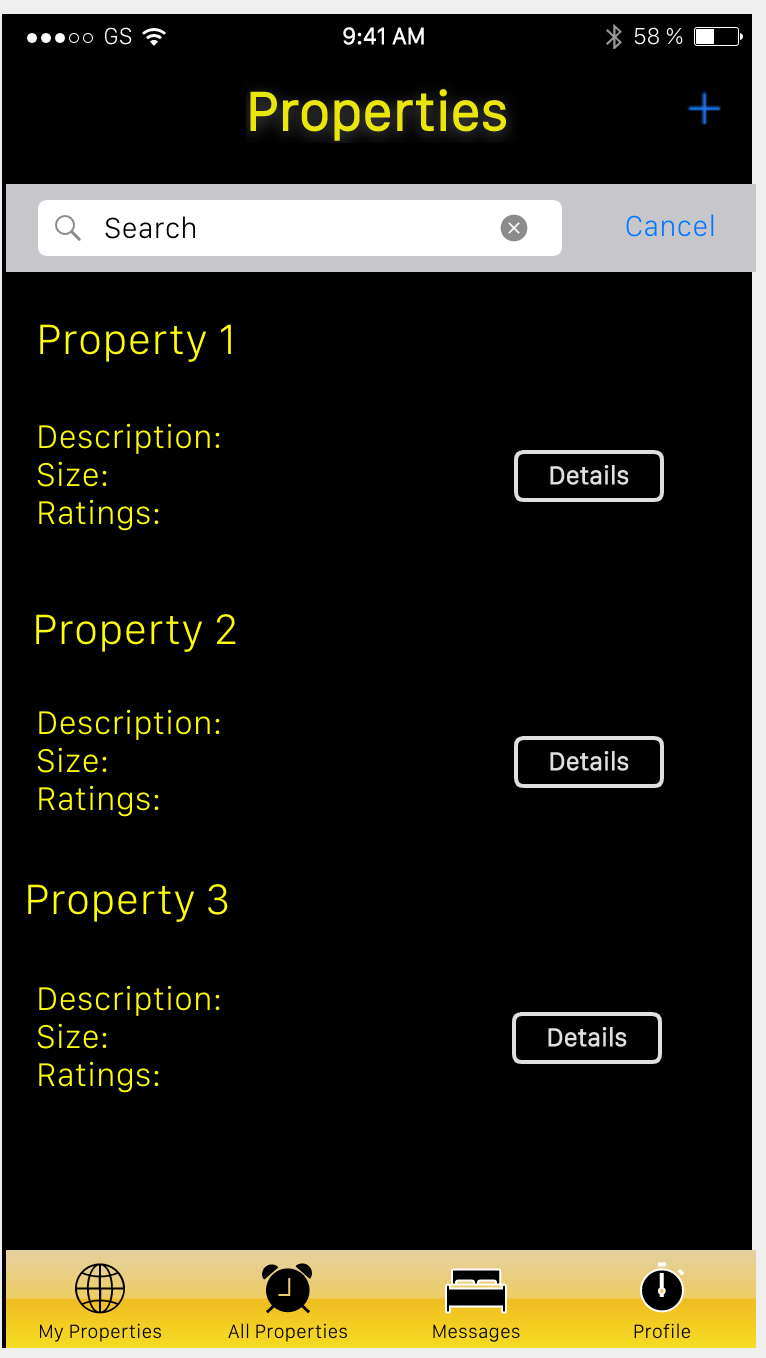 GS 9:41 AM 58 %
Properties
Search Cancel
Property 1
Description:
Size:
Ratings:
Details
Property 2
Description:
Size:
Ratings:
Details
Property 3
Description:
Size:
Ratings:
Details
My Properties All Properties Messages Profile